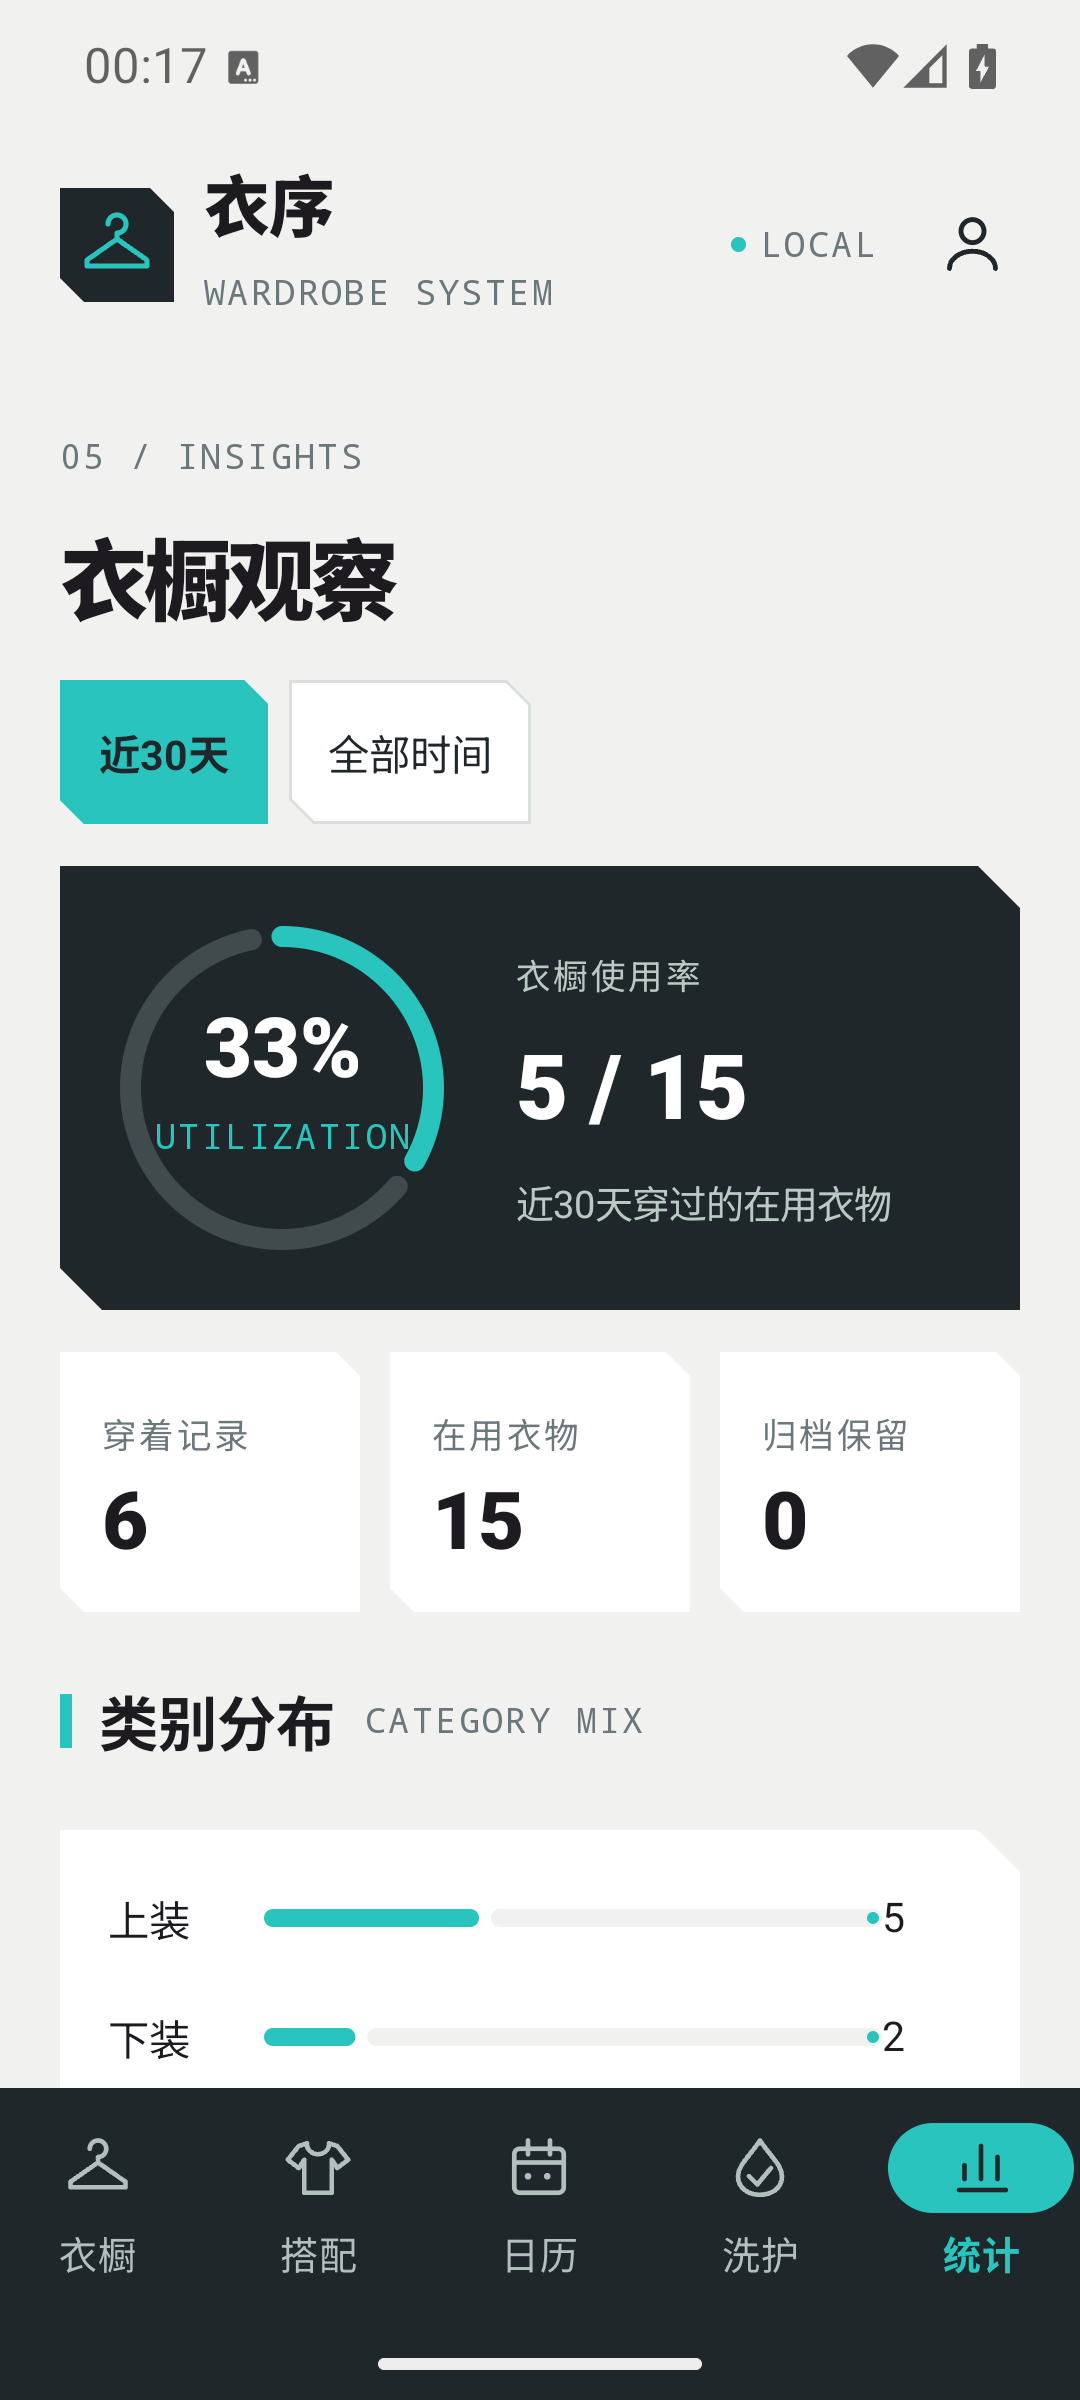 00:17
衣序
WARDROBE SYSTEM
LOCAL
05 / INSIGHTS
衣橱观察
近30天
全部时间
33%
UTILIZATION
衣橱使用率
5 / 15
近30天穿过的在用衣物
穿着记录
6
在用衣物
15
归档保留
0
类别分布 CATEGORY MIX
上装 5
下装 2
衣橱
搭配
日历
洗护
统计